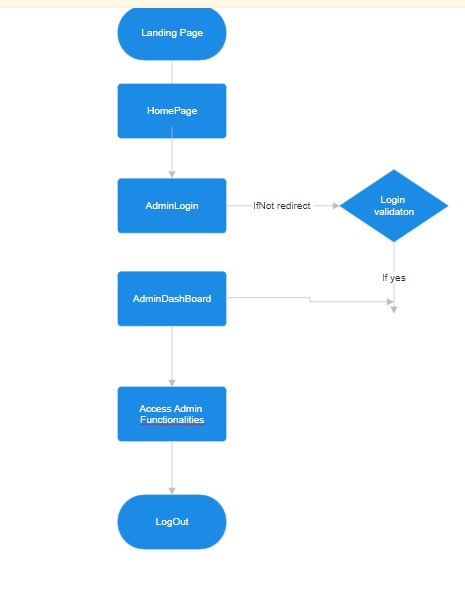 Landing Page
HomePage
AdminLogin
IfNot redirect
Login
validaton
If yes
AdminDashBoard
Access Admin
Functionalities
LogOut